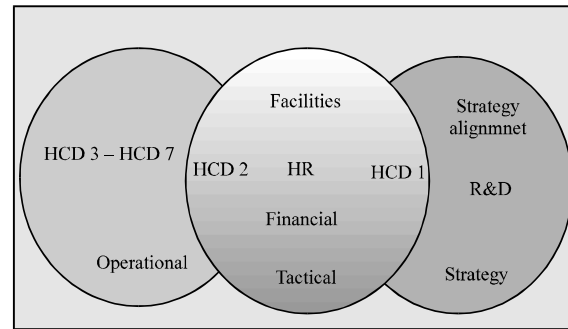 Facilities
Strategy
alignmnet
HCD 3 – HCD 7
HCD 2
HR
HCD 1
R&D
Financial
Operational
Tactical
Strategy